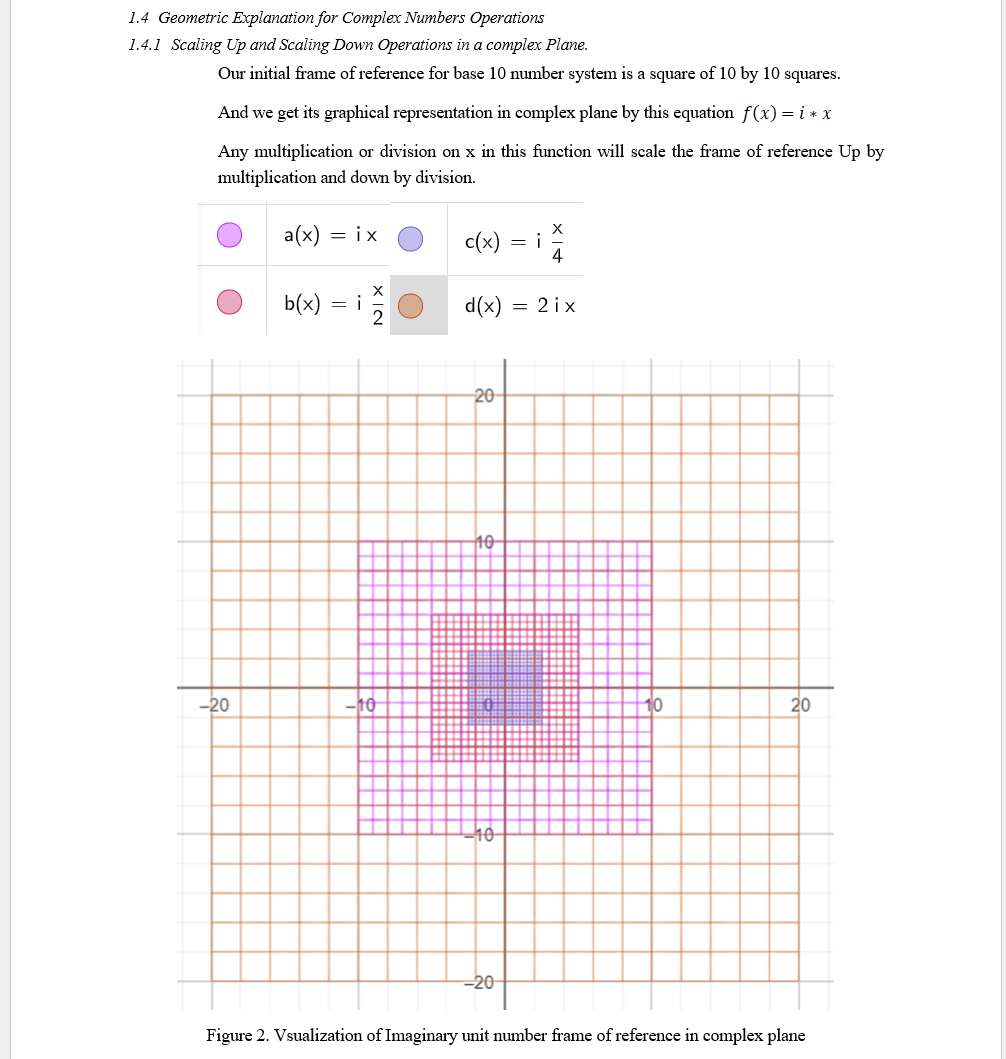 1.4 Geometric Explanation for Complex Numbers Operations
1.4.1 Scaling Up and Scaling Down Operations in a complex Plane.
Our initial frame of reference for base 10 number system is a square of 10 by 10 squares.
And we get its graphical representation in complex plane by this equation f(x) = i * x
Any multiplication or division on x in this function will scale the frame of reference Up by
multiplication and down by division.
a(x) = i x
c(x) = i x/4
b(x) = i x/2
d(x) = 2 i x
20
10
−20 −10 0 10 20
−10
−20
Figure 2. Vsualization of Imaginary unit number frame of reference in complex plane